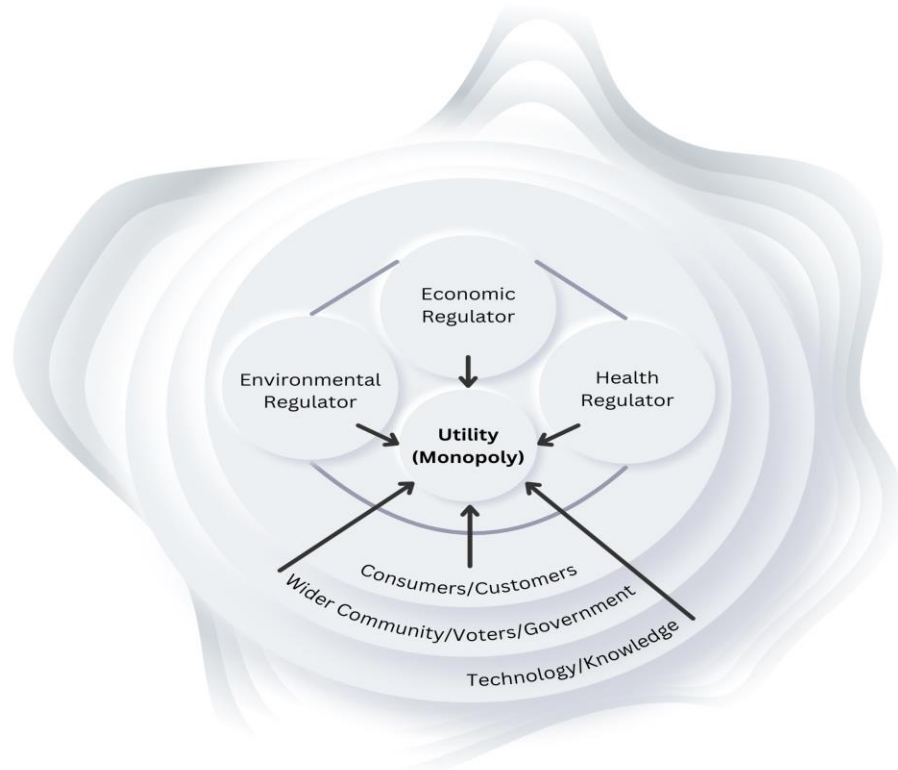 Economic
Regulator
Environmental
Regulator
Health
Regulator
Utility
(Monopoly)
Consumers/Customers
Wider Community/Voters/Government
Technology/Knowledge